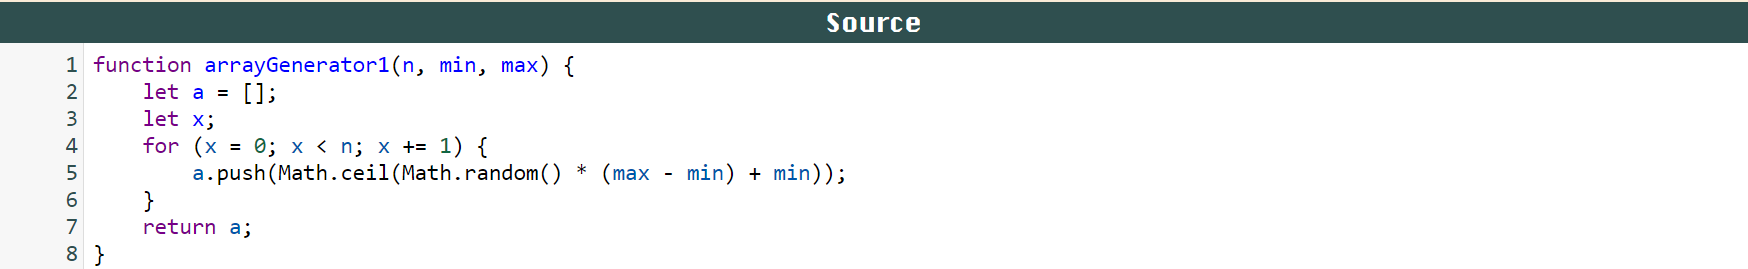 Source
1 function arrayGenerator1(n, min, max) {
2     let a = [];
3     let x;
4     for (x = 0; x < n; x += 1) {
5         a.push(Math.ceil(Math.random() * (max - min) + min));
6     }
7     return a;
8 }